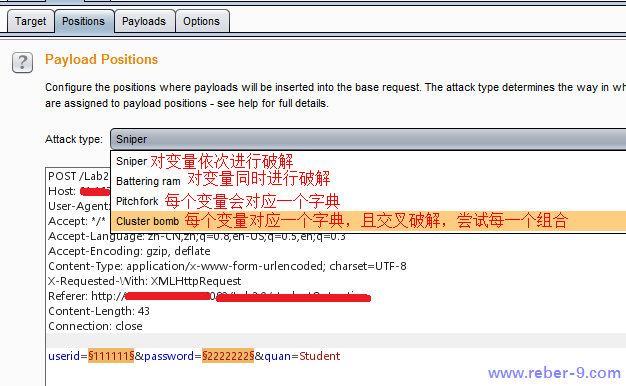 Target Positions Payloads Options
? Payload Positions
Configure the positions where payloads will be inserted into the base request. The attack type determines the way in wh
are assigned to payload positions - see help for full details.
Attack type: Sniper
Sniper 对变量依次进行破解
Battering ram 对变量同时进行破解
Pitchfork 每个变量会对应一个字典
Cluster bomb 每个变量对应一个字典，且交叉破解，尝试每一个组合
POST /Lab2
Host:
User-Agent:
Accept: */*
Accept-Language: zh-CN,zh;q=0.8,en-US;q=0.5,en;q=0.3
Accept-Encoding: gzip, deflate
Content-Type: application/x-www-form-urlencoded; charset=UTF-8
X-Requested-With: XMLHttpRequest
Referer: http://
Content-Length: 43
Connection: close
userid=§111111§&password=§2222222§&quan=Student
www.reber-9.com